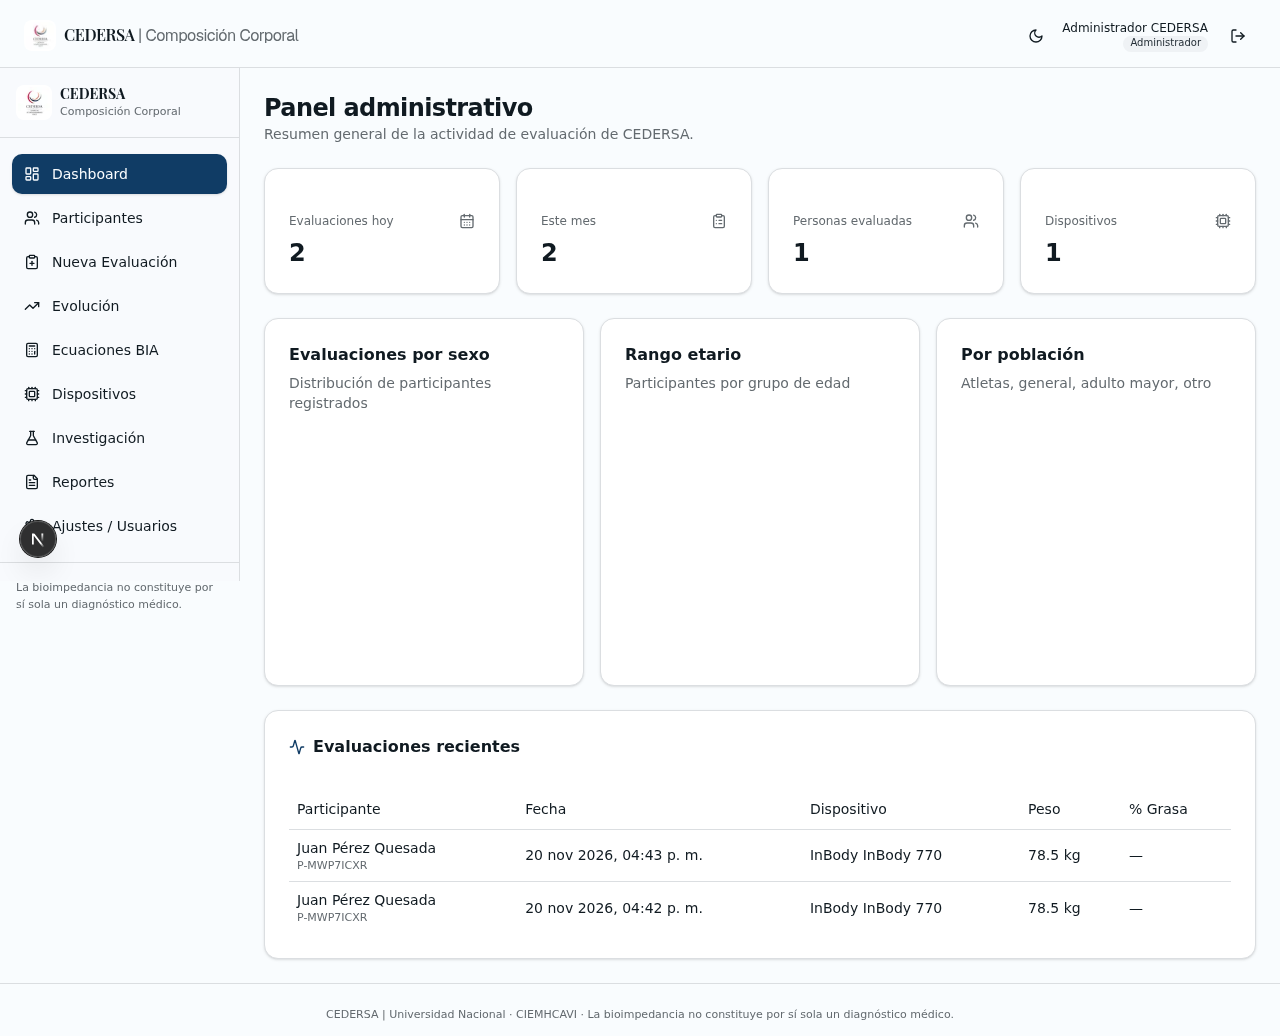 CEDERSA | Composición Corporal
Administrador CEDERSA
Administrador
CEDERSA
Composición Corporal
Dashboard
Participantes
Nueva Evaluación
Evolución
Ecuaciones BIA
Dispositivos
Investigación
Reportes
Ajustes / Usuarios
N
La bioimpedancia no constituye por
sí sola un diagnóstico médico.
Panel administrativo
Resumen general de la actividad de evaluación de CEDERSA.
Evaluaciones hoy
2
Este mes
2
Personas evaluadas
1
Dispositivos
1
Evaluaciones por sexo
Distribución de participantes
registrados
Rango etario
Participantes por grupo de edad
Por población
Atletas, general, adulto mayor, otro
Evaluaciones recientes
Participante Fecha Dispositivo Peso % Grasa
Juan Pérez Quesada
P-MWP7ICXR
20 nov 2026, 04:43 p. m. InBody InBody 770 78.5 kg —
Juan Pérez Quesada
P-MWP7ICXR
20 nov 2026, 04:42 p. m. InBody InBody 770 78.5 kg —
CEDERSA | Universidad Nacional · CIEMHCAVI · La bioimpedancia no constituye por sí sola un diagnóstico médico.